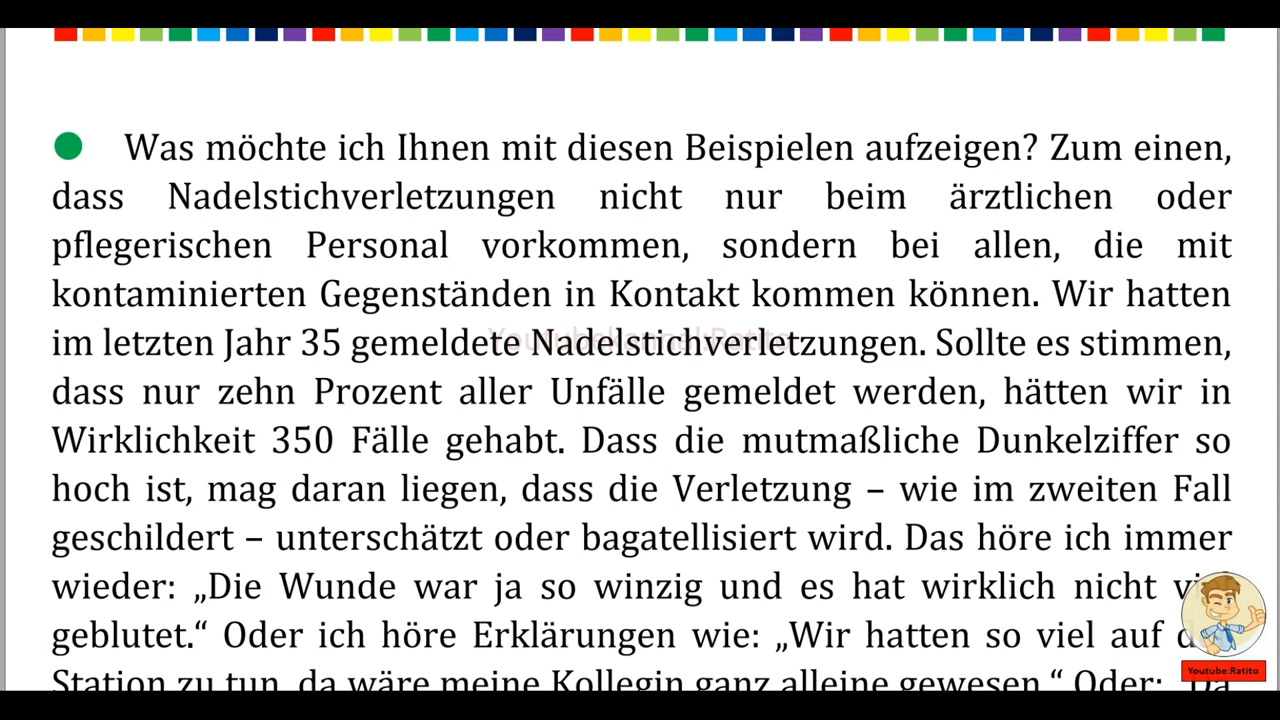 Was möchte ich Ihnen mit diesen Beispielen aufzeigen? Zum einen,
dass Nadelstichverletzungen nicht nur beim ärztlichen oder
pflegerischen Personal vorkommen, sondern bei allen, die mit
kontaminierten Gegenständen in Kontakt kommen können. Wir hatten
im letzten Jahr 35 gemeldete Nadelstichverletzungen. Sollte es stimmen,
dass nur zehn Prozent aller Unfälle gemeldet werden, hätten wir in
Wirklichkeit 350 Fälle gehabt. Dass die mutmaßliche Dunkelziffer so
hoch ist, mag daran liegen, dass die Verletzung – wie im zweiten Fall
geschildert – unterschätzt oder bagatellisiert wird. Das höre ich immer
wieder: „Die Wunde war ja so winzig und es hat wirklich nicht
geblutet.“ Oder ich höre Erklärungen wie: „Wir hatten so viel auf
Station zu tun, da wäre meine Kollegin ganz alleine gewesen.“ Oder: „Da
Youtube:Ratito